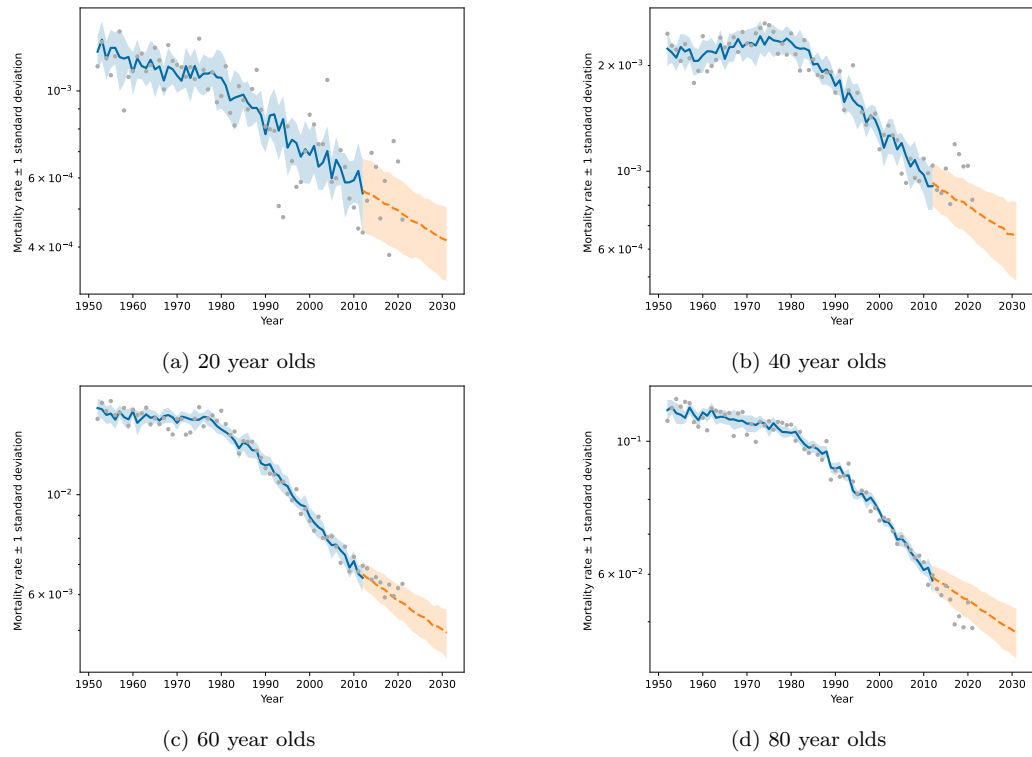 Mortality rate ± 1 standard deviation
10⁻³
6 × 10⁻⁴
4 × 10⁻⁴
1950 1960 1970 1980 1990 2000 2010 2020 2030
Year
(a) 20 year olds
Mortality rate ± 1 standard deviation
2 × 10⁻³
10⁻³
6 × 10⁻⁴
1950 1960 1970 1980 1990 2000 2010 2020 2030
Year
(b) 40 year olds
Mortality rate ± 1 standard deviation
10⁻²
6 × 10⁻³
1950 1960 1970 1980 1990 2000 2010 2020 2030
Year
(c) 60 year olds
Mortality rate ± 1 standard deviation
10⁻¹
6 × 10⁻²
1950 1960 1970 1980 1990 2000 2010 2020 2030
Year
(d) 80 year olds